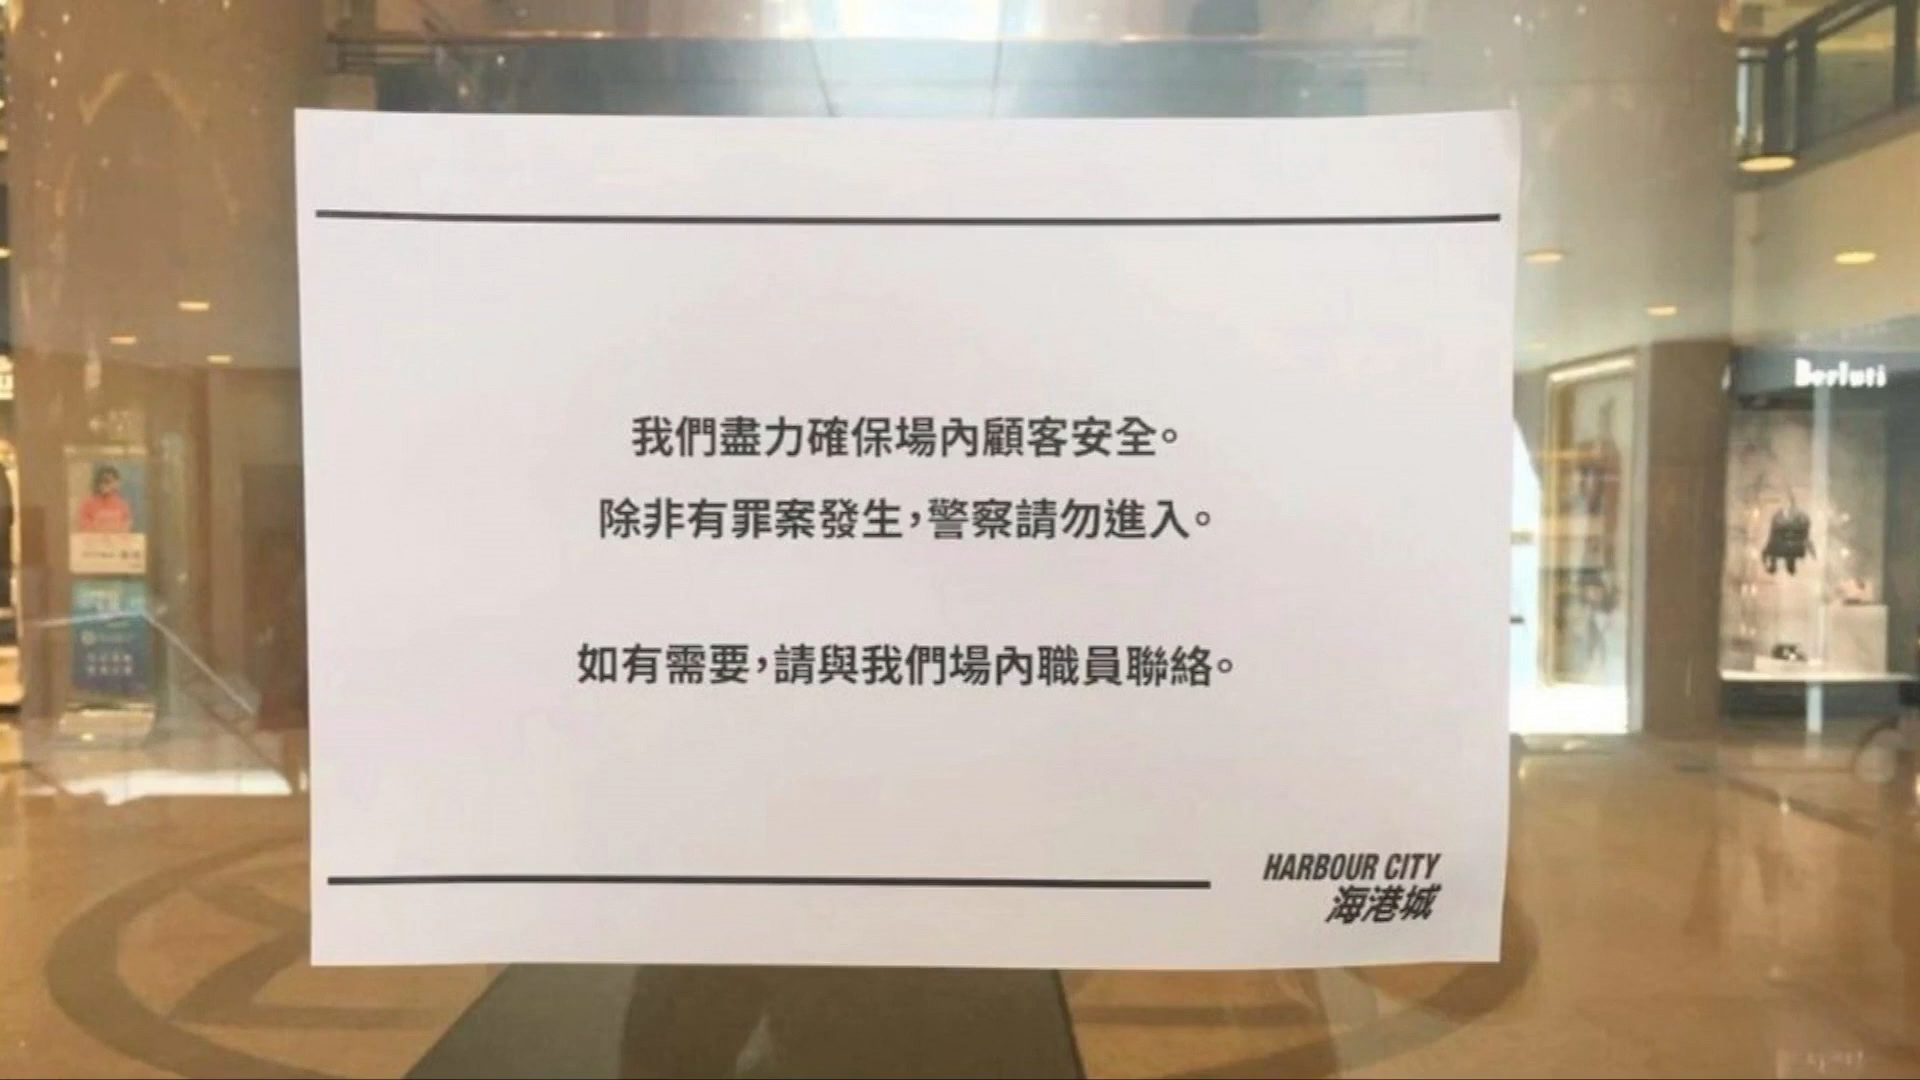 我們盡力確保場內顧客安全。
除非有罪案發生，警察請勿進入。
如有需要，請與我們場內職員聯絡。
HARBOUR CITY
海港城
Berluti